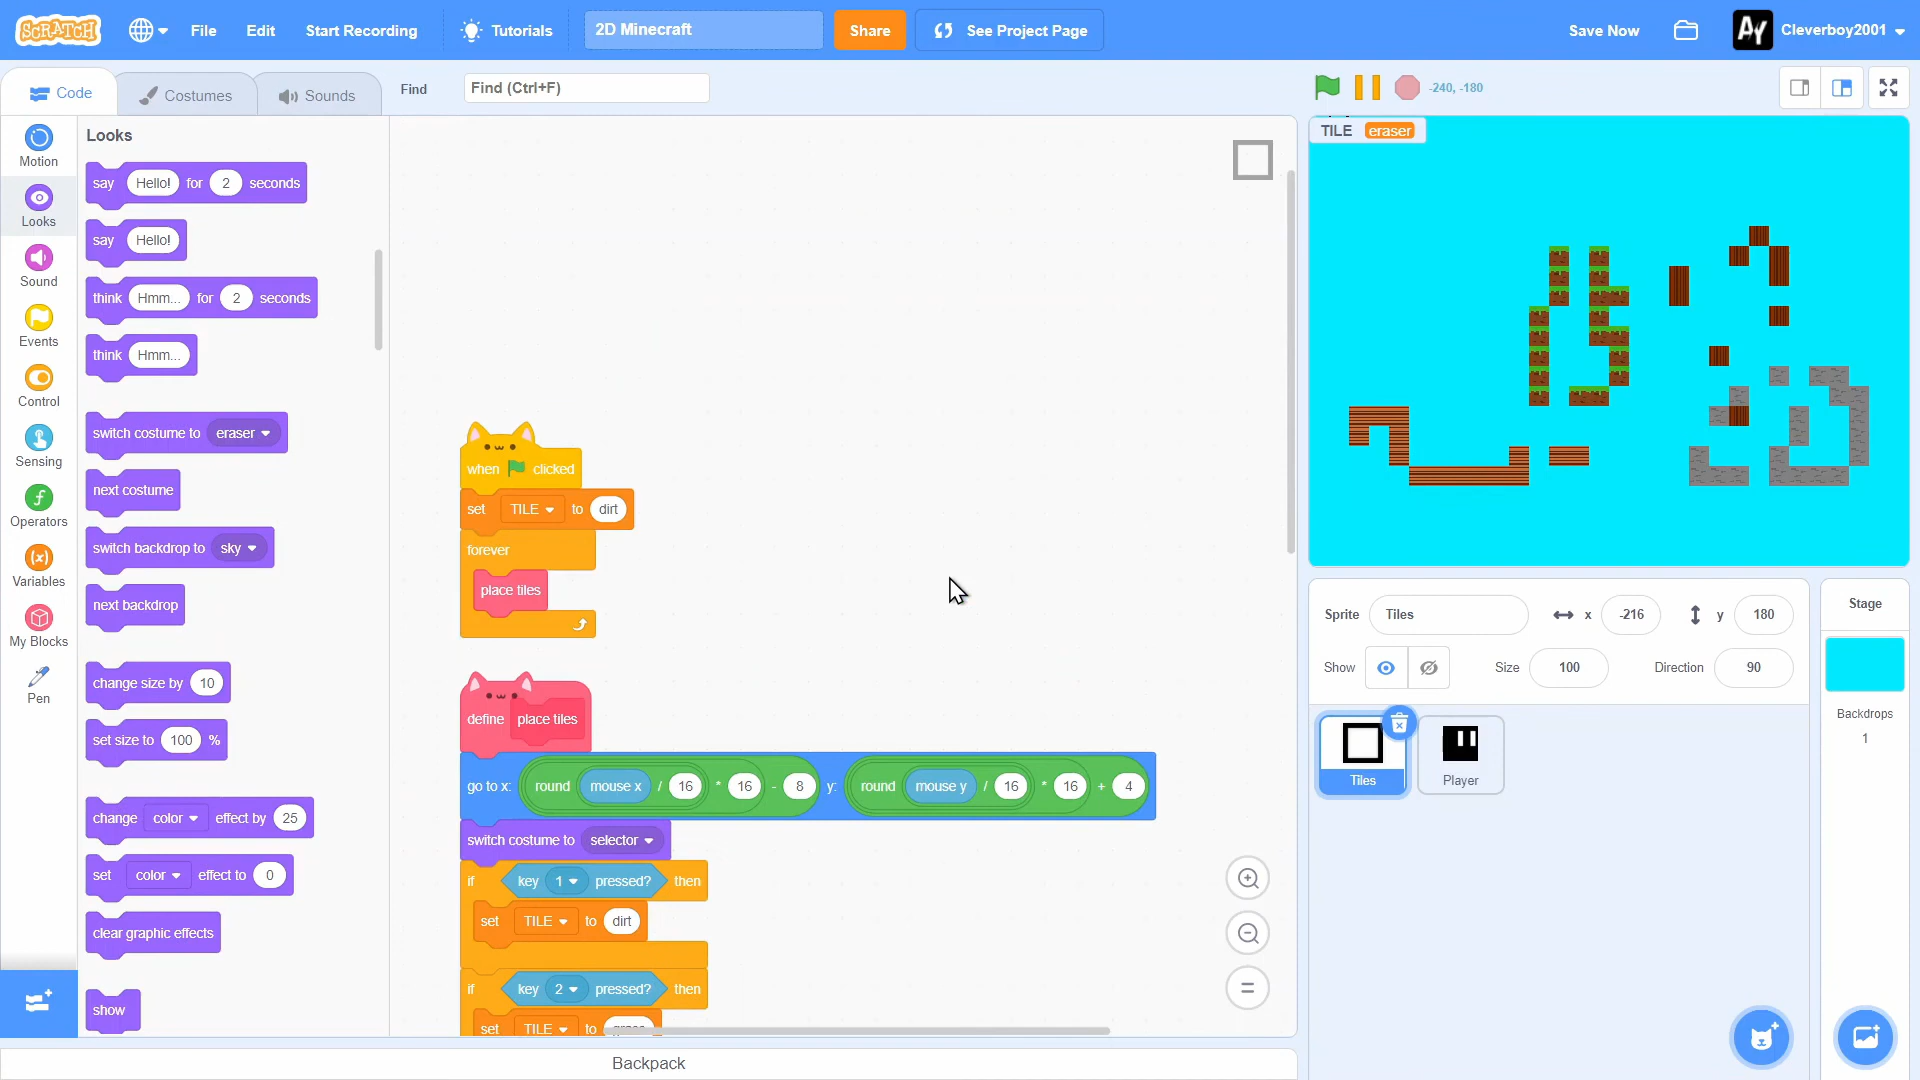 SCRATCH File Edit Start Recording Tutorials 2D Minecraft Share See Project Page Save Now Ay Cleverboy2001
Code Costumes Sounds Find Find (Ctrl+F) -240, -180
TILE eraser
Motion
Looks
Sound
Events
Control
Sensing
Operators
Variables
My Blocks
Pen
Looks
say Hello! for 2 seconds
say Hello!
think Hmm... for 2 seconds
think Hmm...
switch costume to eraser
next costume
switch backdrop to sky
next backdrop
change size by 10
set size to 100 %
change color effect by 25
set color effect to 0
clear graphic effects
show
when clicked
set TILE to dirt
forever
place tiles
define place tiles
go to x: round mouse x / 16 * 16 - 8 y: round mouse y / 16 * 16 + 4
switch costume to selector
if key 1 pressed? then
set TILE to dirt
if key 2 pressed? then
set TILE to
Sprite Tiles x -216 y 180
Show Size 100 Direction 90
Tiles
Player
Stage
Backdrops
1
Backpack